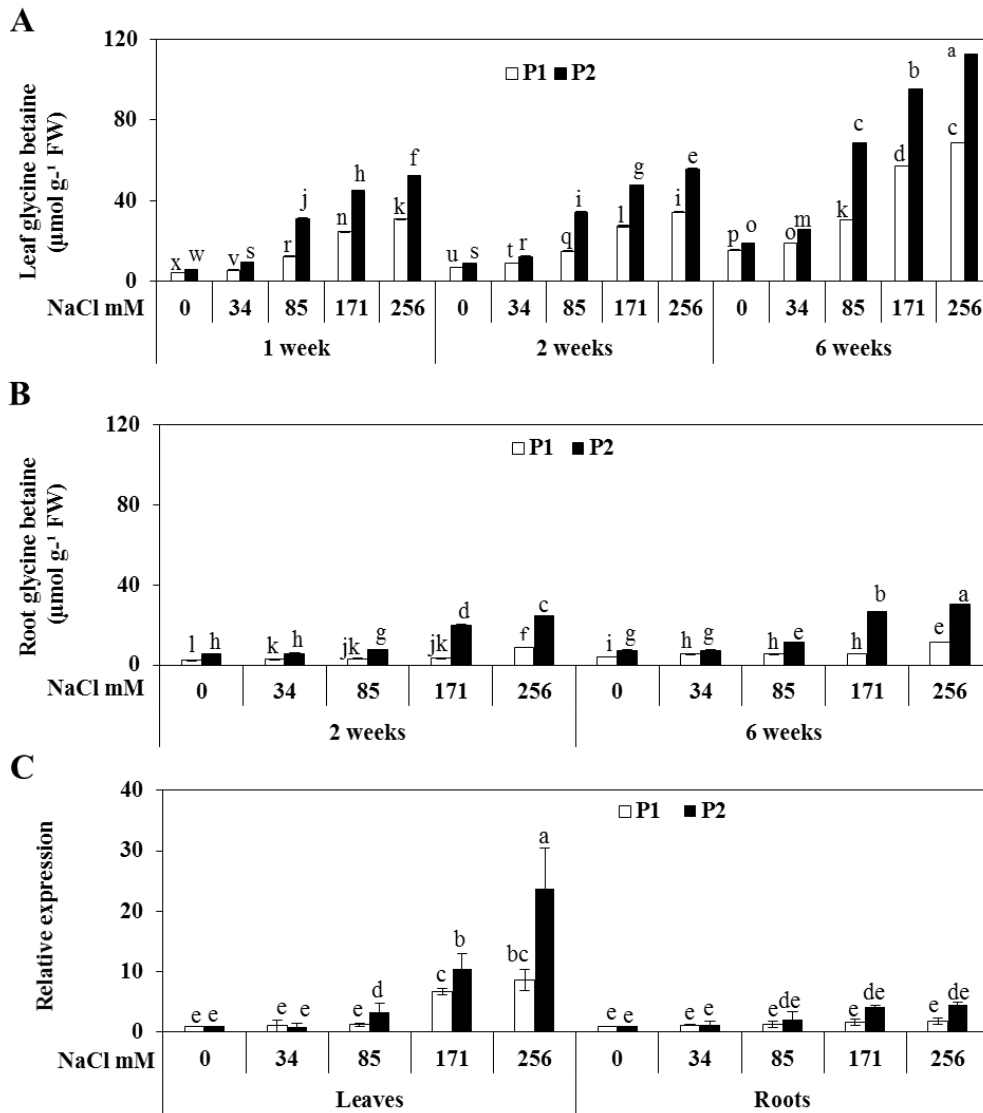 A
Leaf glycine betaine
(μmol g-¹ FW)
120
80
40
0
P1 P2
x w v s r j n h k f u s t r q i l g i e p o o m k c d b c a
NaCl mM 0 34 85 171 256 0 34 85 171 256 0 34 85 171 256
1 week 2 weeks 6 weeks
B
Root glycine betaine
(μmol g-¹ FW)
120
80
40
0
P1 P2
l h k h jk g jk d f c i g h g h e h b e a
NaCl mM 0 34 85 171 256 0 34 85 171 256
2 weeks 6 weeks
C
Relative expression
40
30
20
10
0
P1 P2
e e e e e d c b bc a e e e e e de e de e de
NaCl mM 0 34 85 171 256 0 34 85 171 256
Leaves Roots